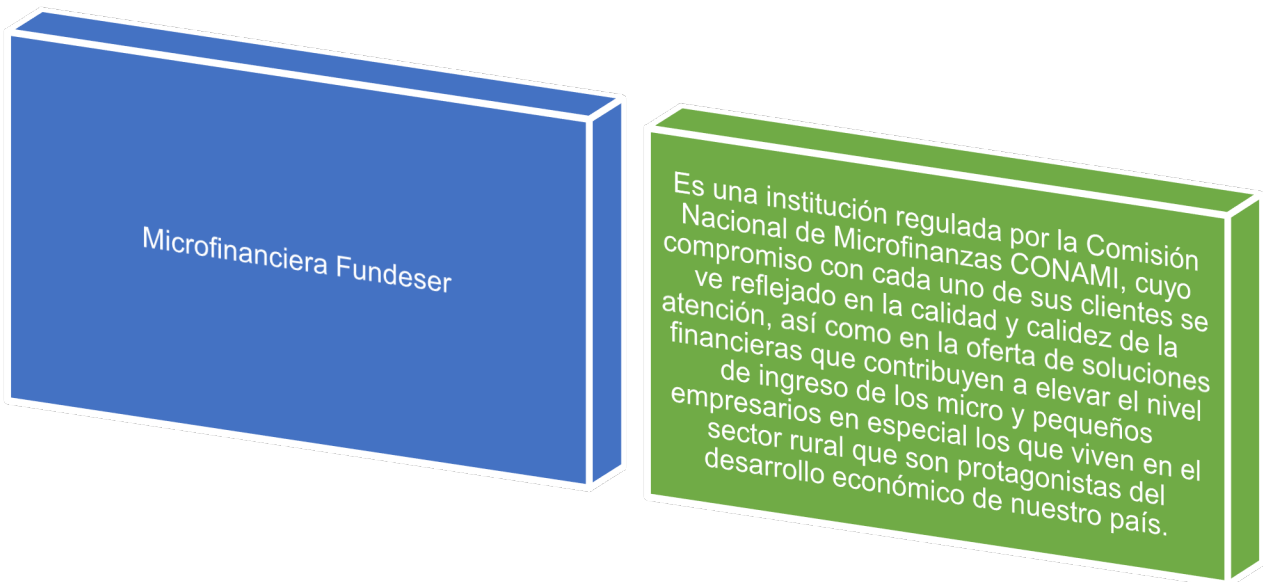 Microfinanciera Fundeser
Es una institución regulada por la Comisión
Nacional de Microfinanzas CONAMI, cuyo
compromiso con cada uno de sus clientes se
ve reflejado en la calidad y calidez de la
atención, así como en la oferta de soluciones
financieras que contribuyen a elevar el nivel
de ingreso de los micro y pequeños
empresarios en especial los que viven en el
sector rural que son protagonistas del
desarrollo económico de nuestro país.